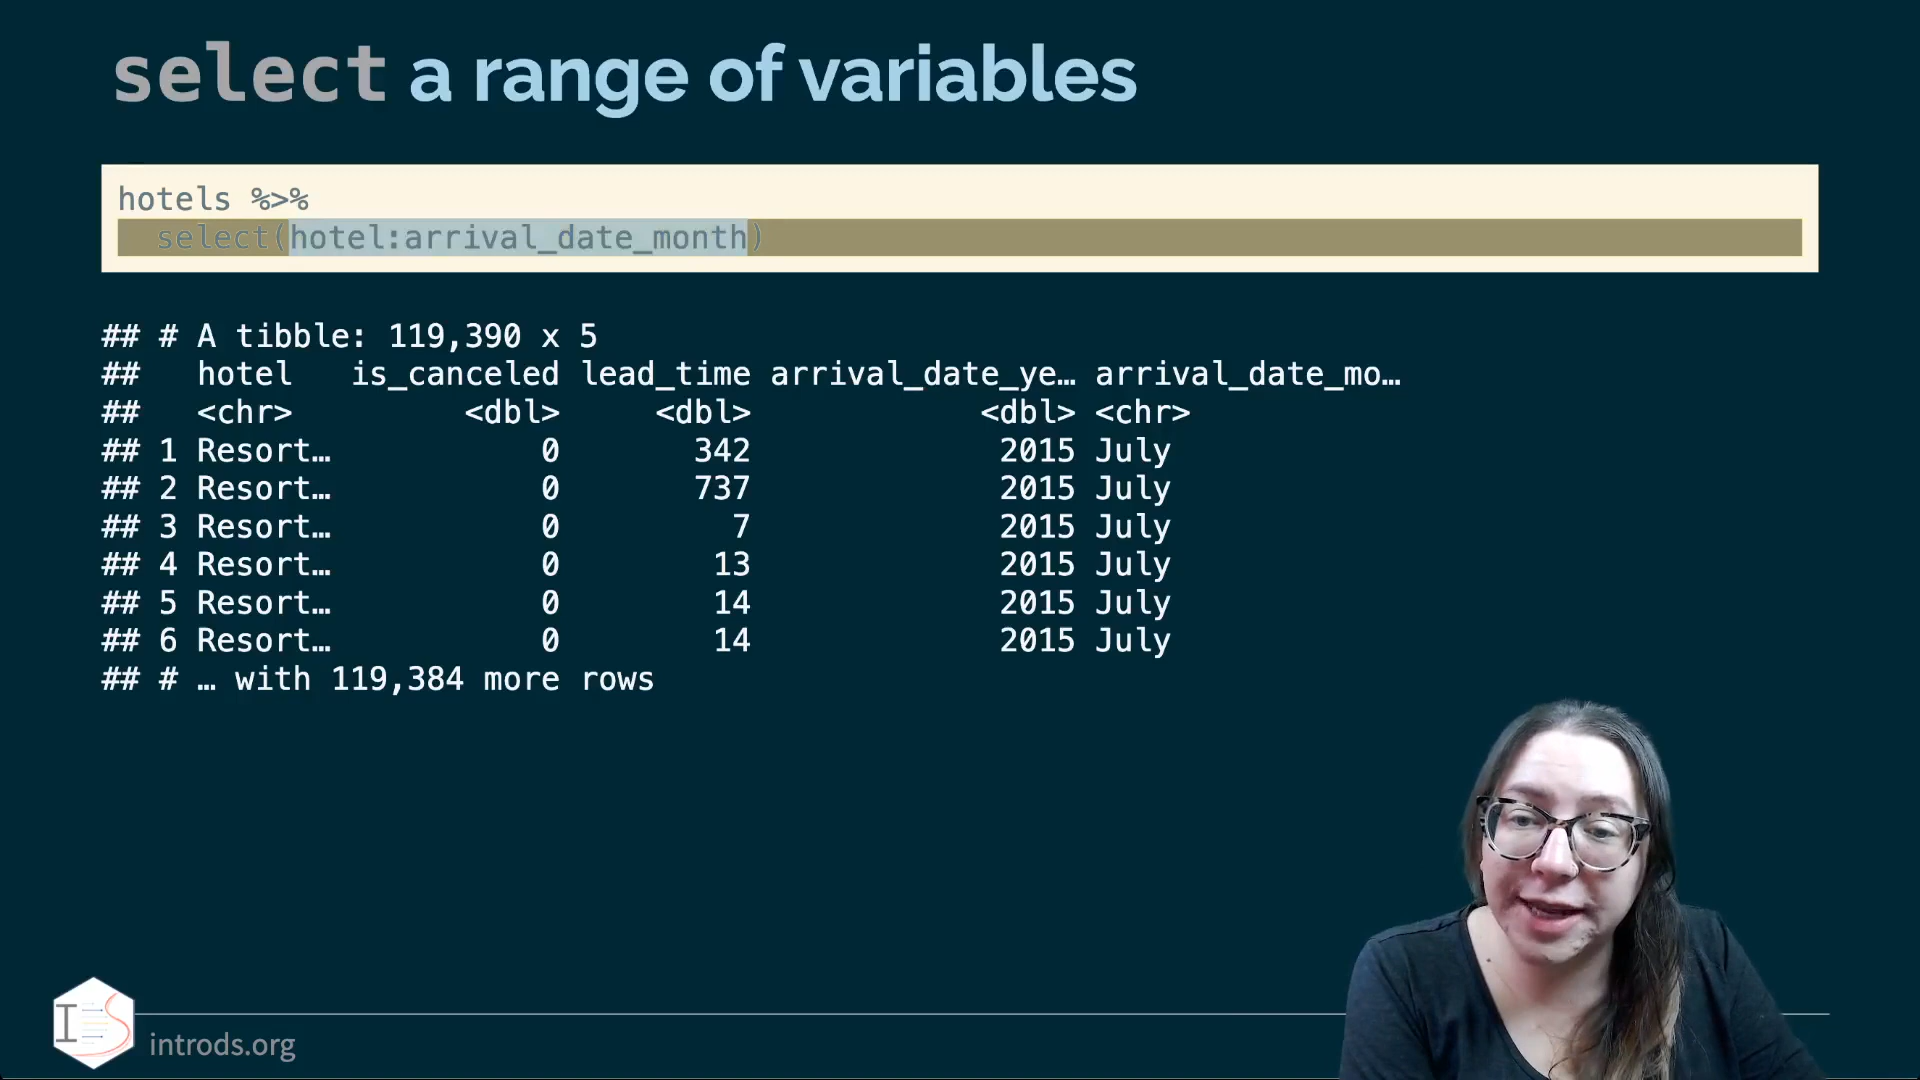 select a range of variables
hotels %>%
  select(hotel:arrival_date_month)
## # A tibble: 119,390 x 5
##   hotel   is_canceled lead_time arrival_date_ye… arrival_date_mo…
##   <chr>         <dbl>     <dbl>            <dbl> <chr>
## 1 Resort…           0       342             2015 July
## 2 Resort…           0       737             2015 July
## 3 Resort…           0         7             2015 July
## 4 Resort…           0        13             2015 July
## 5 Resort…           0        14             2015 July
## 6 Resort…           0        14             2015 July
## # … with 119,384 more rows
IDS
introds.org